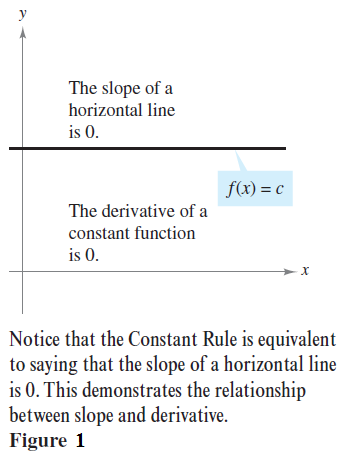 y
The slope of a
horizontal line
is 0.
f(x) = c
The derivative of a
constant function
is 0.
x
Notice that the Constant Rule is equivalent
to saying that the slope of a horizontal line
is 0. This demonstrates the relationship
between slope and derivative.
Figure 1